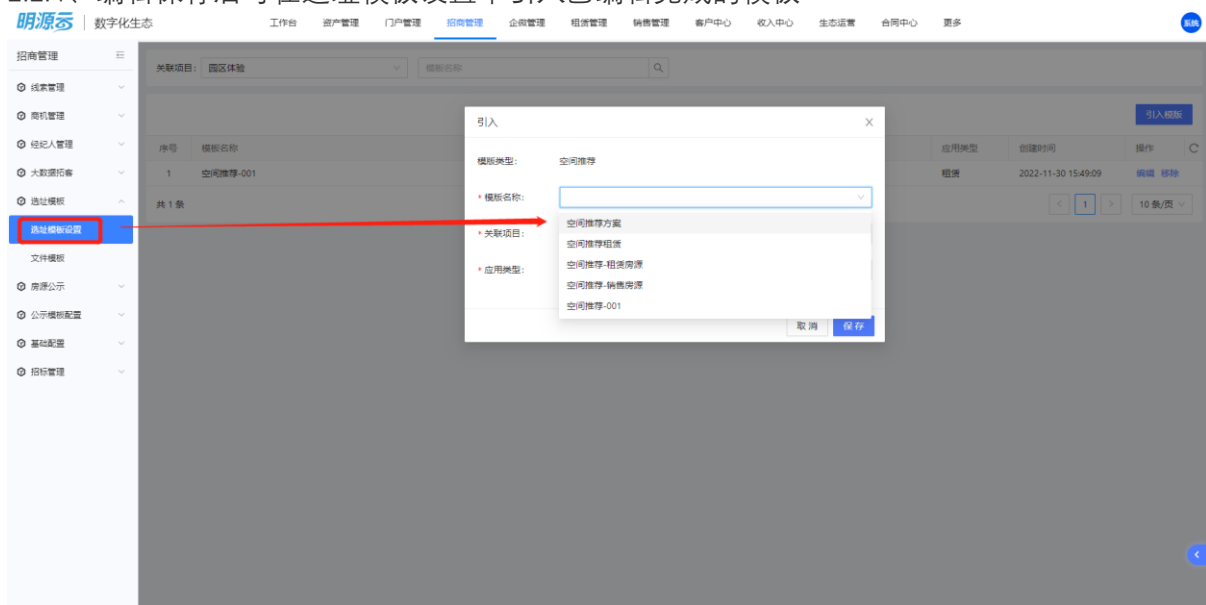 明源云 数字化生态 工作台 资产管理 门户管理 招商管理 企微管理 租赁管理 销售管理 客户中心 收入中心 生态运营 合同中心 更多 系统
招商管理
关联项目: 园区体验 模板名称
线索管理
商机管理
引入 引入模版
经纪人管理
序号 模板名称 应用类型 创建时间 操作
模版类型: 空间推荐
大数据拓客
1 空间推荐-001 租赁 2022-11-30 15:49:09 编辑 移除
选址模板
* 模版名称:
共 1 条 1 10 条/页
选址模板设置
空间推荐方案
* 关联项目:
空间推荐租赁
文件模板
空间推荐-租赁房源
* 应用类型:
房源公示
空间推荐-销售房源
空间推荐-001
公示模板配置
取 消 保 存
基础配置
招标管理